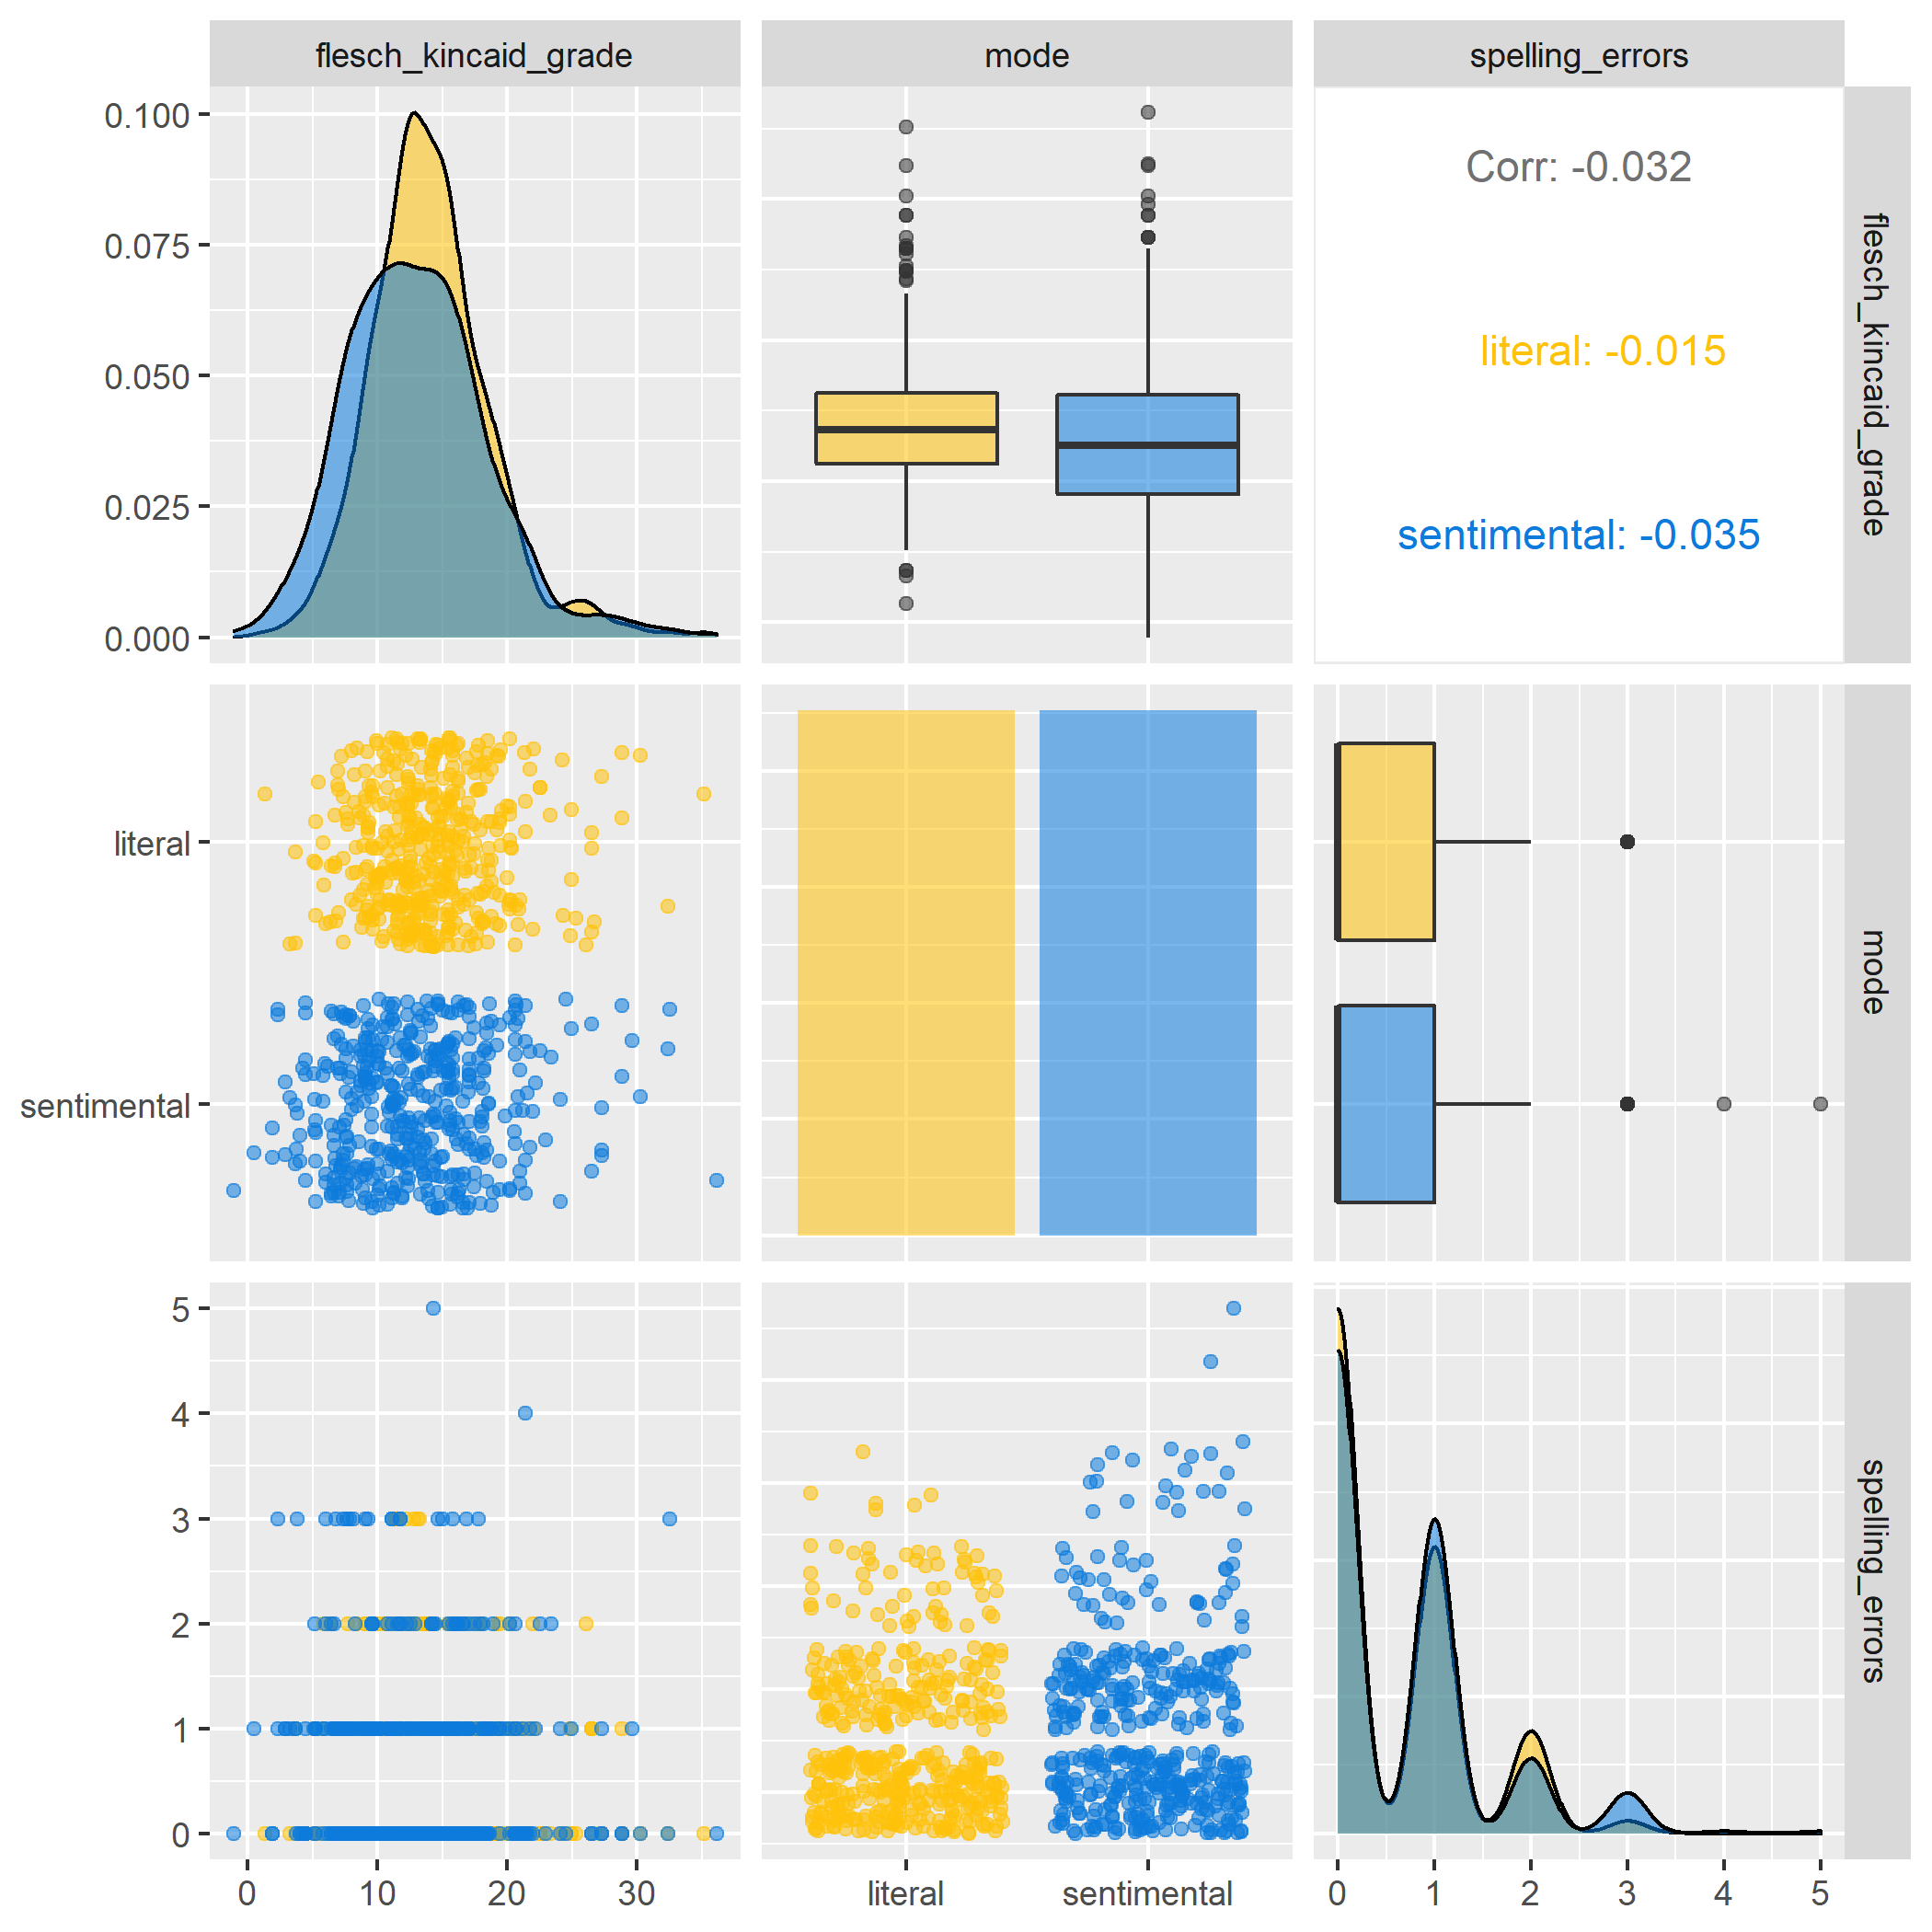 flesch_kincaid_grade mode spelling_errors
0.100
0.075
0.050
0.025
0.000
Corr: -0.032
literal: -0.015
sentimental: -0.035
flesch_kincaid_grade
literal
sentimental
mode
5
4
3
2
1
0
spelling_errors
0 10 20 30
literal sentimental
0 1 2 3 4 5